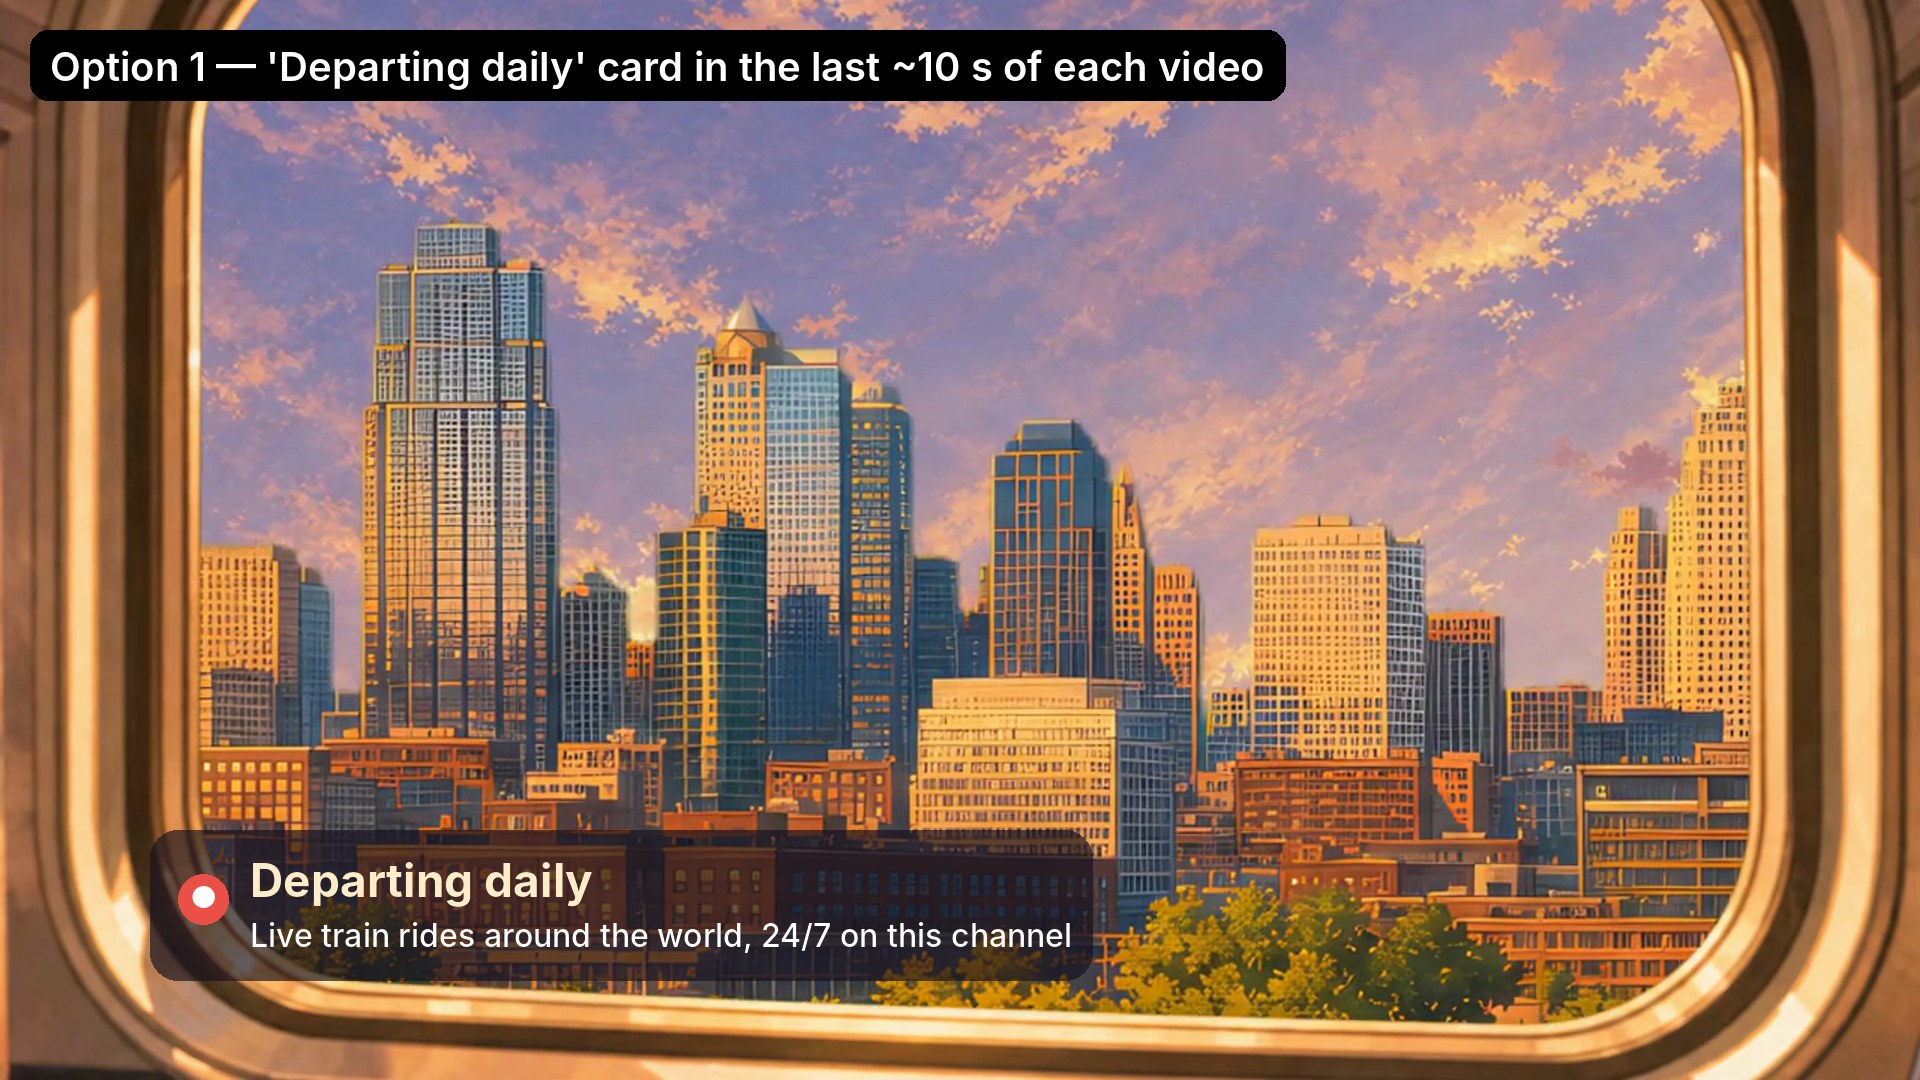 Option 1 — 'Departing daily' card in the last ~10 s of each video
Departing daily
Live train rides around the world, 24/7 on this channel